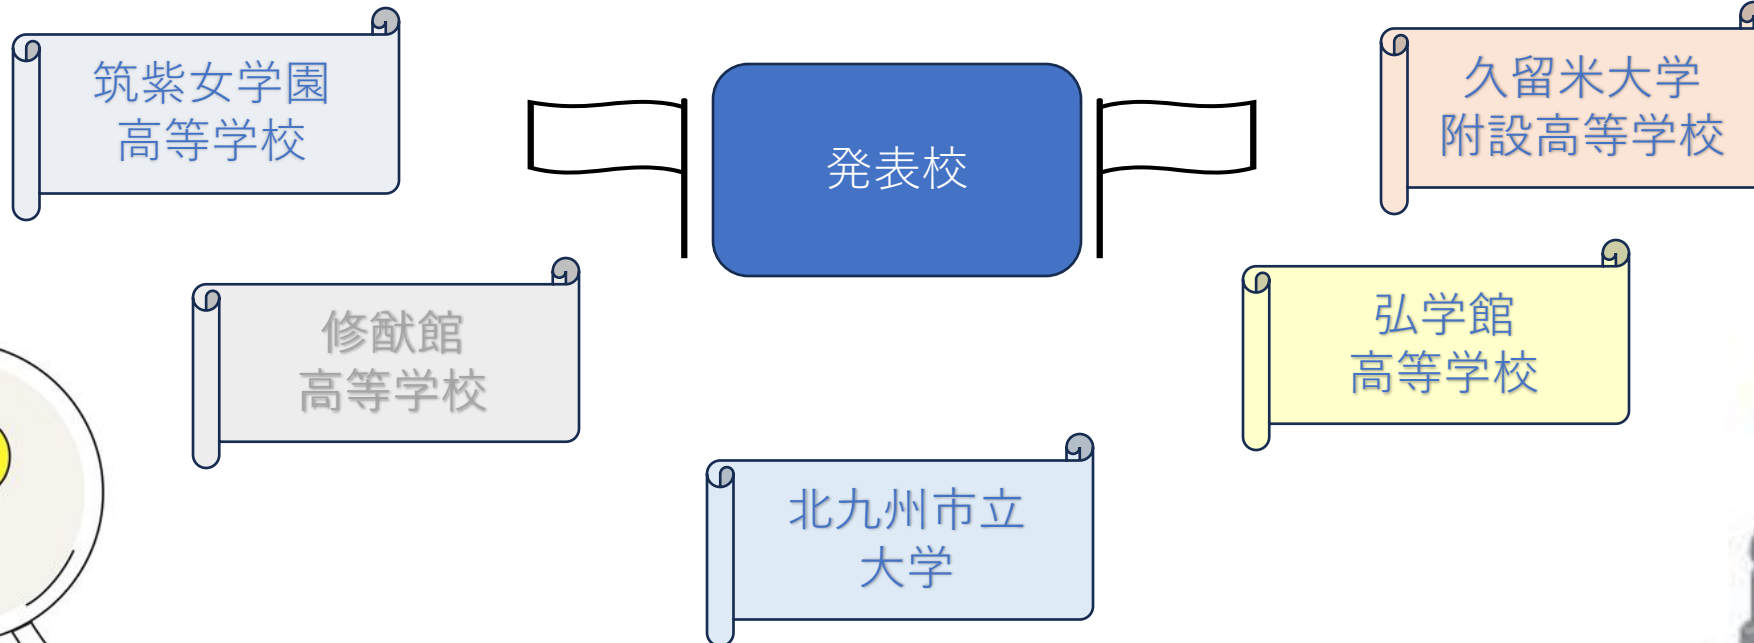 筑紫女学園
高等学校
発表校
久留米大学
附設高等学校
修猷館
高等学校
弘学館
高等学校
北九州市立
大学